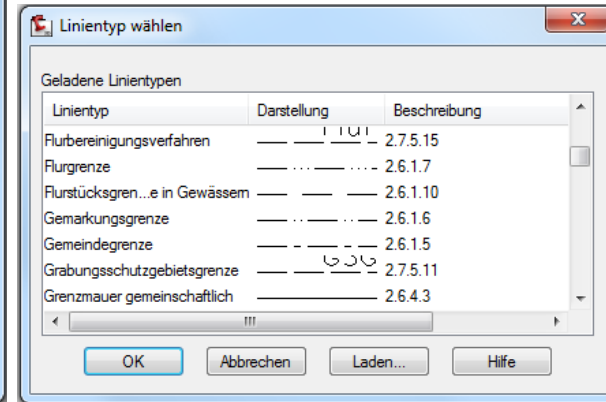 Linientyp wählen
Geladene Linientypen
Linientyp Darstellung Beschreibung
Flurbereinigungsverfahren 2.7.5.15
Flurgrenze 2.6.1.7
Flurstücksgren...e in Gewässern 2.6.1.10
Gemarkungsgrenze 2.6.1.6
Gemeindegrenze 2.6.1.5
Grabungsschutzgebietsgrenze 2.7.5.11
Grenzmauer gemeinschaftlich 2.6.4.3
OK Abbrechen Laden... Hilfe